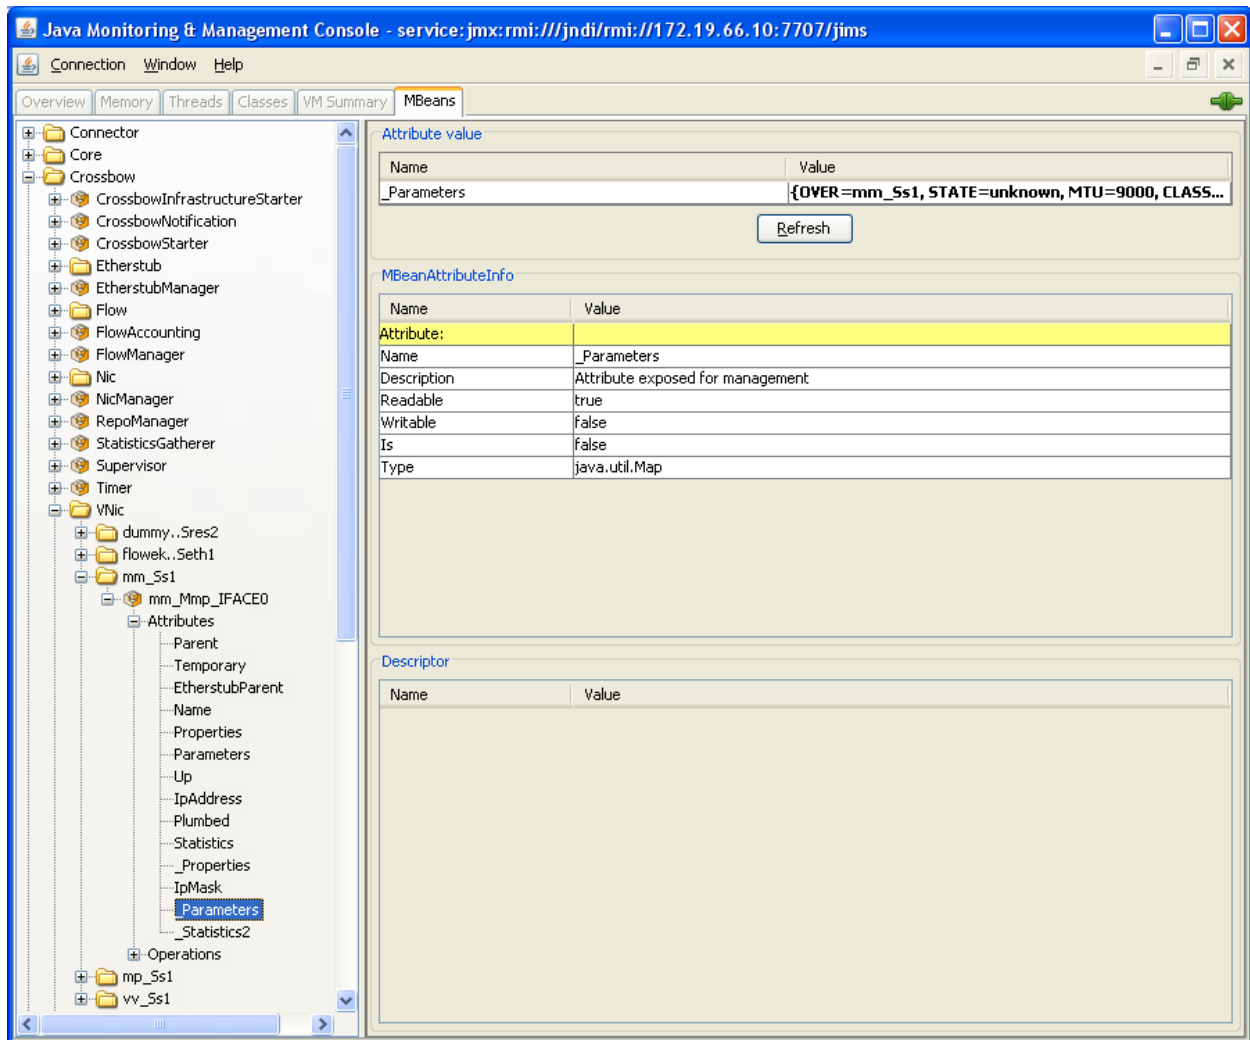 Java Monitoring & Management Console - service:jmx:rmi:///jndi/rmi://172.19.66.10:7707/jims
Connection Window Help
Overview Memory Threads Classes VM Summary MBeans
Connector
Core
Crossbow
CrossbowInfrastructureStarter
CrossbowNotification
CrossbowStarter
Etherstub
EtherstubManager
Flow
FlowAccounting
FlowManager
Nic
NicManager
RepoManager
StatisticsGatherer
Supervisor
Timer
VNic
dummy..Sres2
flowek..Seth1
mm_Ss1
mm_Mmp_IFACE0
Attributes
Parent
Temporary
EtherstubParent
Name
Properties
Parameters
Up
IpAddress
Plumbed
Statistics
_Properties
IpMask
_Parameters
_Statistics2
Operations
mp_Ss1
vv_Ss1
Attribute value
Name Value
_Parameters {OVER=mm_Ss1, STATE=unknown, MTU=9000, CLASS...
Refresh
MBeanAttributeInfo
Name Value
Attribute:
Name _Parameters
Description Attribute exposed for management
Readable true
Writable false
Is false
Type java.util.Map
Descriptor
Name Value